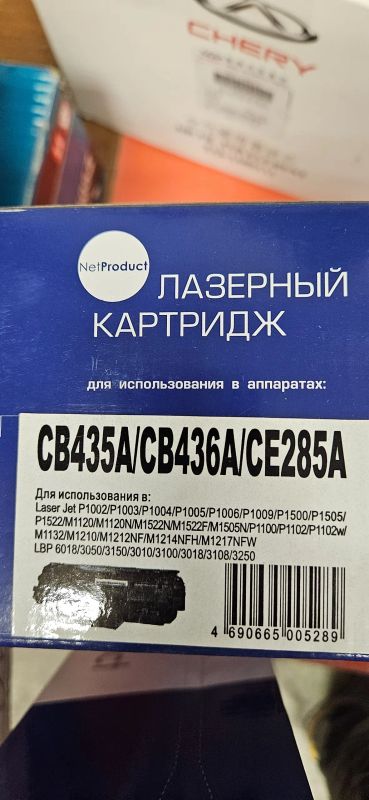 CHERY
NetProduct
ЛАЗЕРНЫЙ
КАРТРИДЖ
для использования в аппаратах:
CB435A/CB436A/CE285A
Для использования в:
Laser Jet P1002/P1003/P1004/P1005/P1006/P1009/P1500/P1505/
P1522/M1120/M1120N/M1522N/M1522F/M1505N/P1100/P1102/P1102w/
M1132/M1210/M1212NF/M1214NFH/M1217NFW
LBP 6018/3050/3150/3010/3100/3018/3108/3250
4 690665 005289